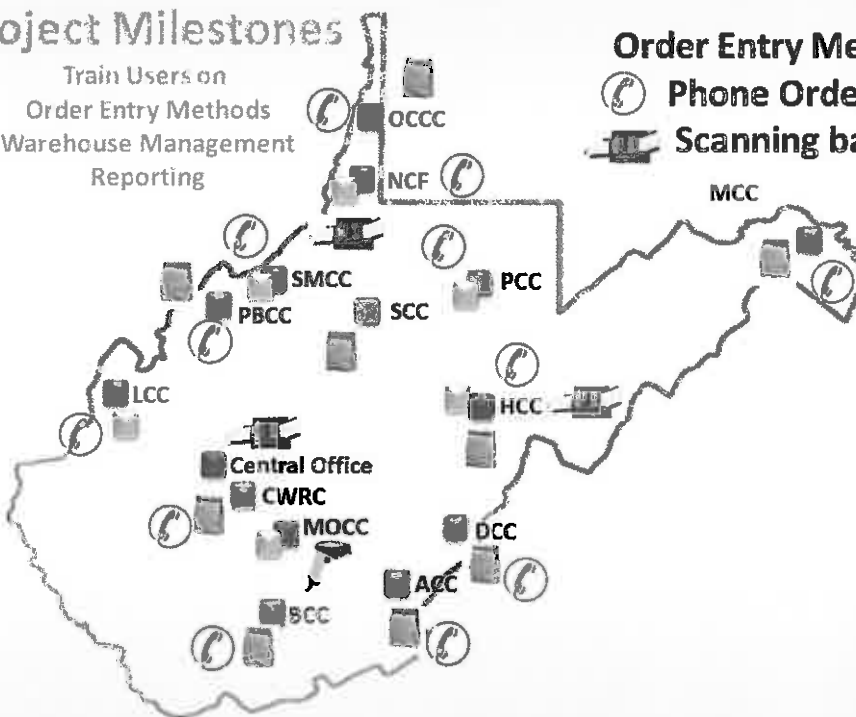 oject Milestones
Train Users on
Order Entry Methods
Warehouse Management
Reporting
Order Entry Me
Phone Orde
Scanning ba
OCCC
NCF
MCC
SMCC
PCC
PBCC
SCC
LCC
HCC
Central Office
CWRC
MOCC
DCC
ACC
BCC